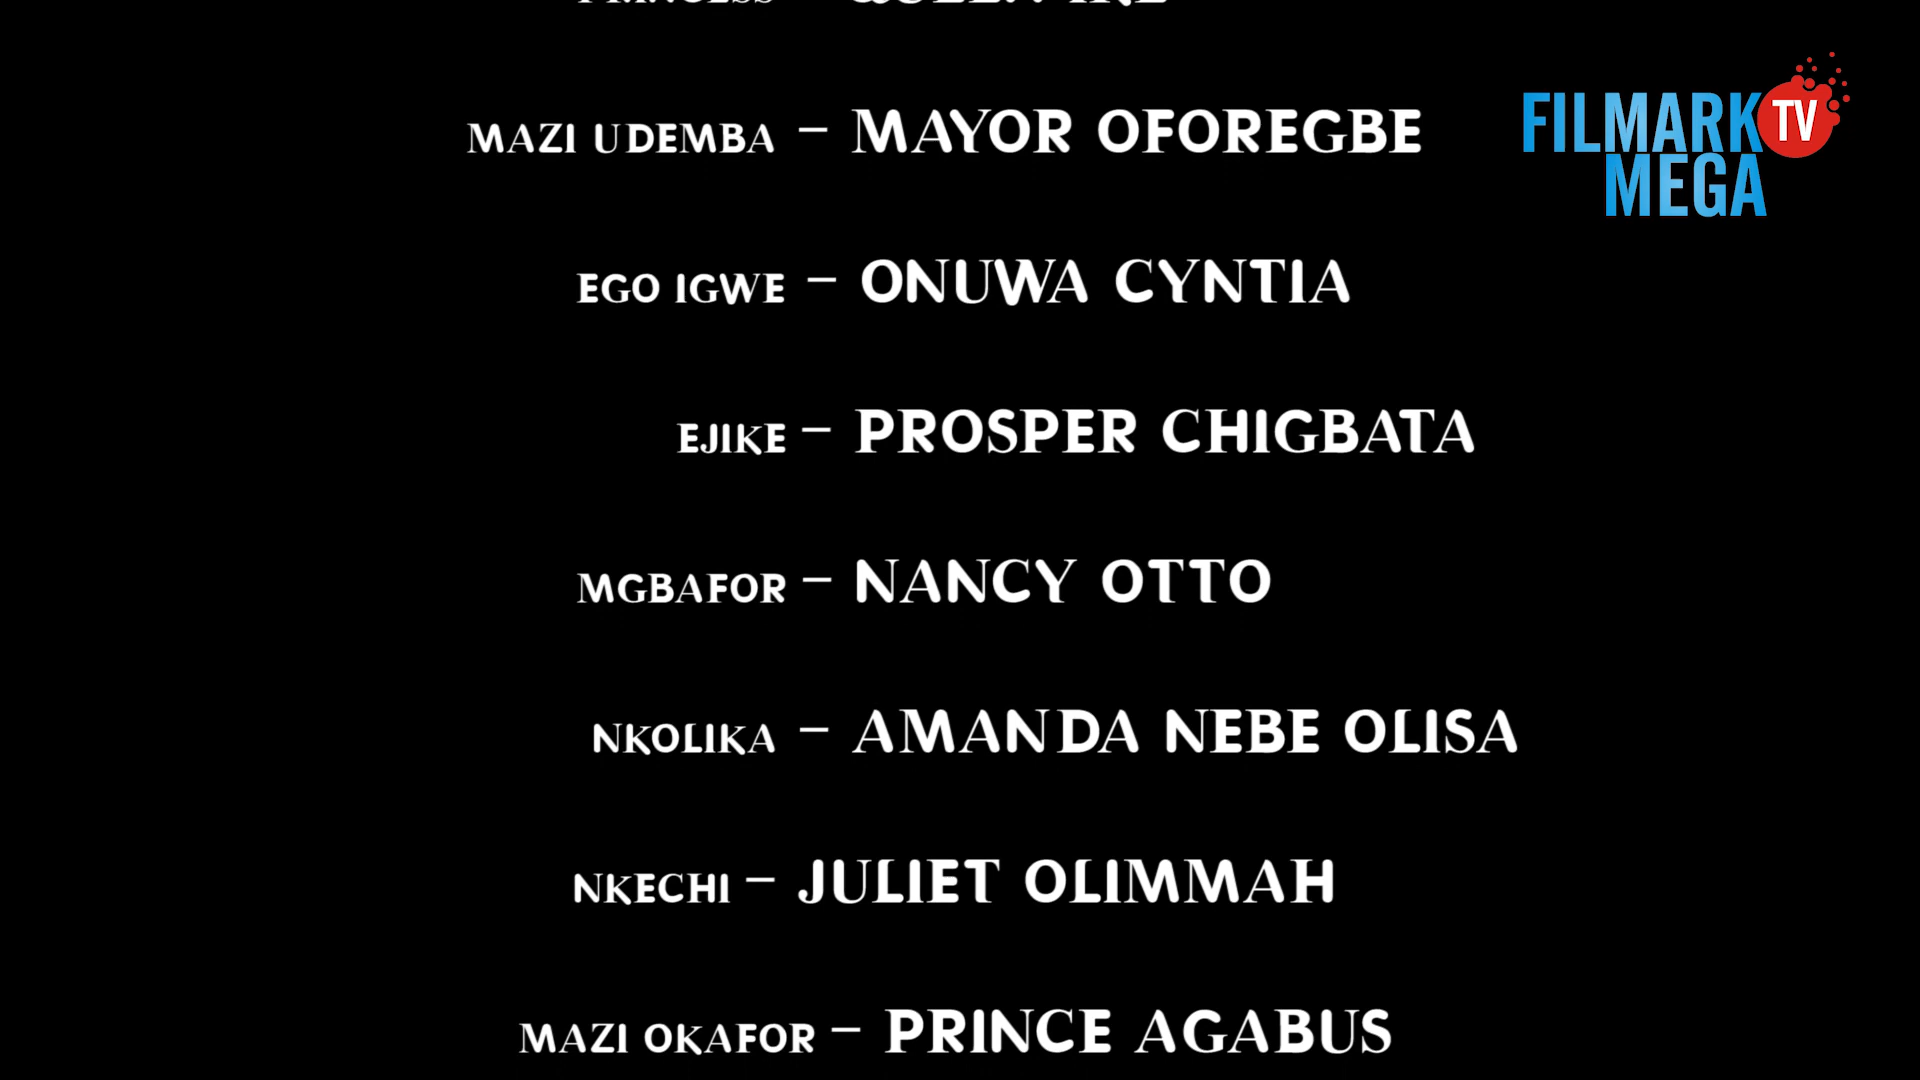 MAZI UDEMBA – MAYOR OFOREGBE
FILMARK TV
MEGA
EGO IGWE – ONUWA CYNTIA
EJIKE – PROSPER CHIGBATA
MGBAFOR – NANCY OTTO
NKOLIKA – AMANDA NEBE OLISA
NKECHI – JULIET OLIMMAH
MAZI OKAFOR – PRINCE AGABUS